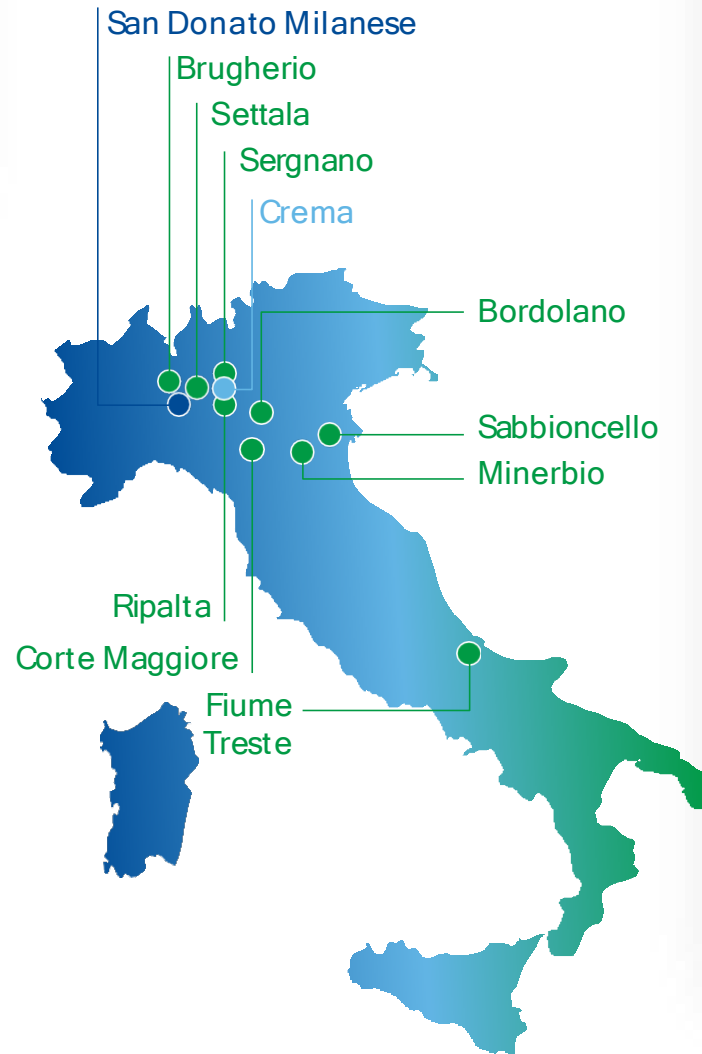 San Donato Milanese
Brugherio
Settala
Sergnano
Crema
Bordolano
Sabbioncello
Minerbio
Ripalta
Corte Maggiore
Fiume
Treste